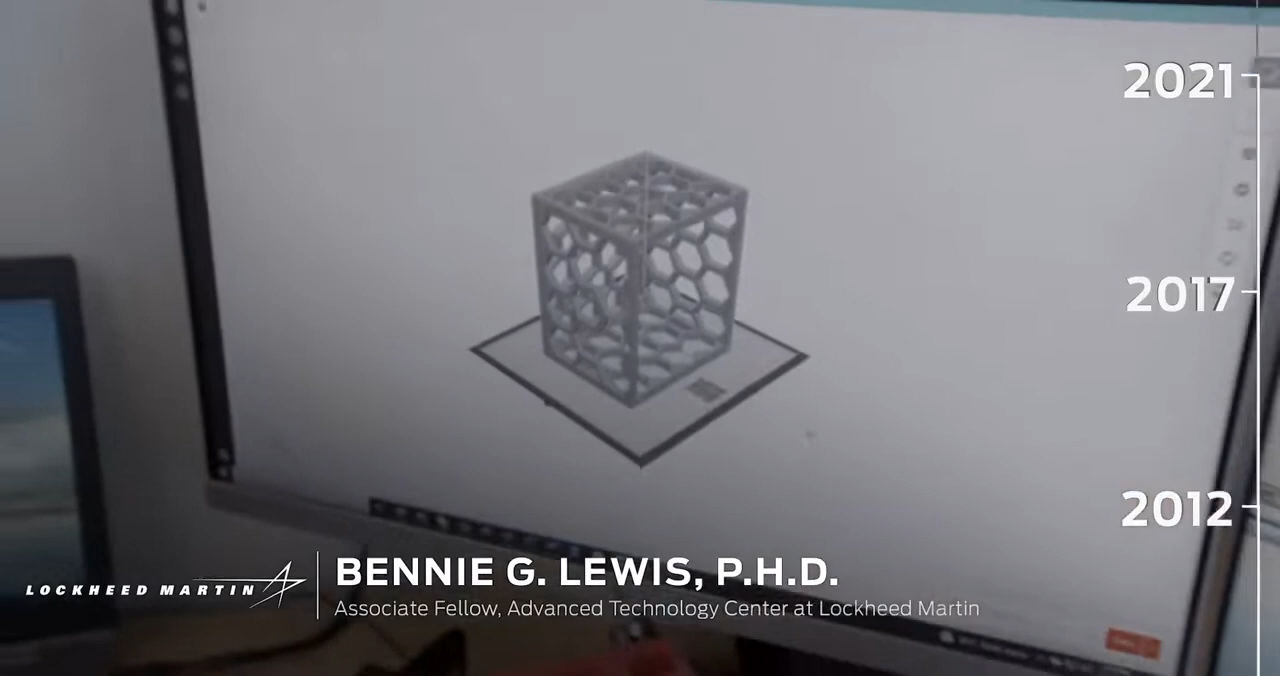 2021
2017
2012
LOCKHEED MARTIN
BENNIE G. LEWIS, P.H.D.
Associate Fellow, Advanced Technology Center at Lockheed Martin